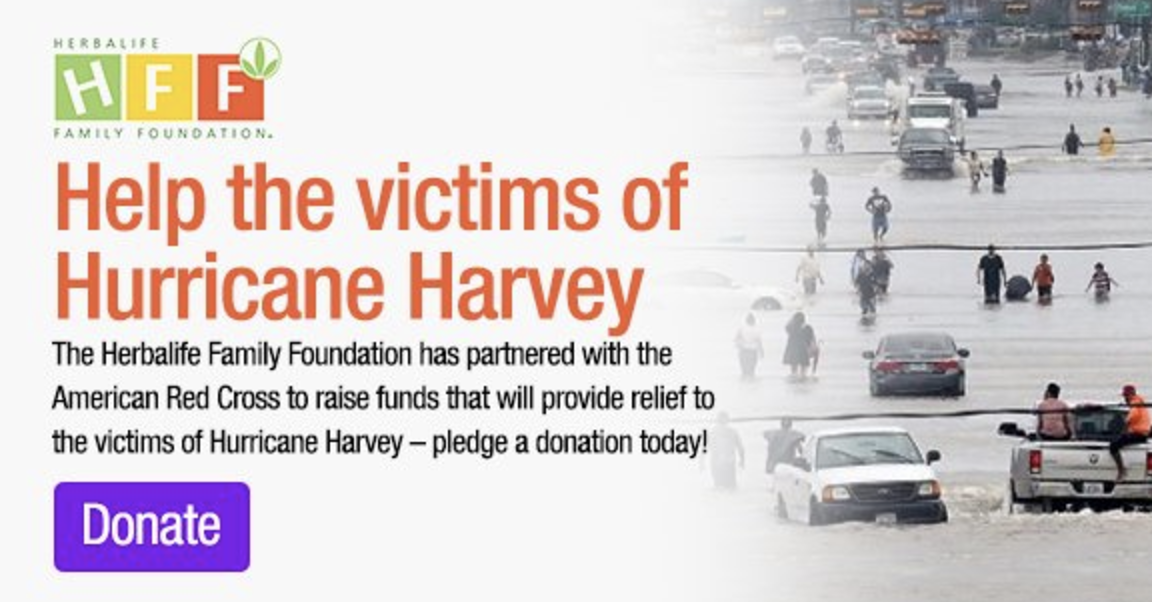 HERBALIFE
HFF
FAMILY FOUNDATION.
Help the victims of
Hurricane Harvey
The Herbalife Family Foundation has partnered with the
American Red Cross to raise funds that will provide relief to
the victims of Hurricane Harvey – pledge a donation today!
Donate